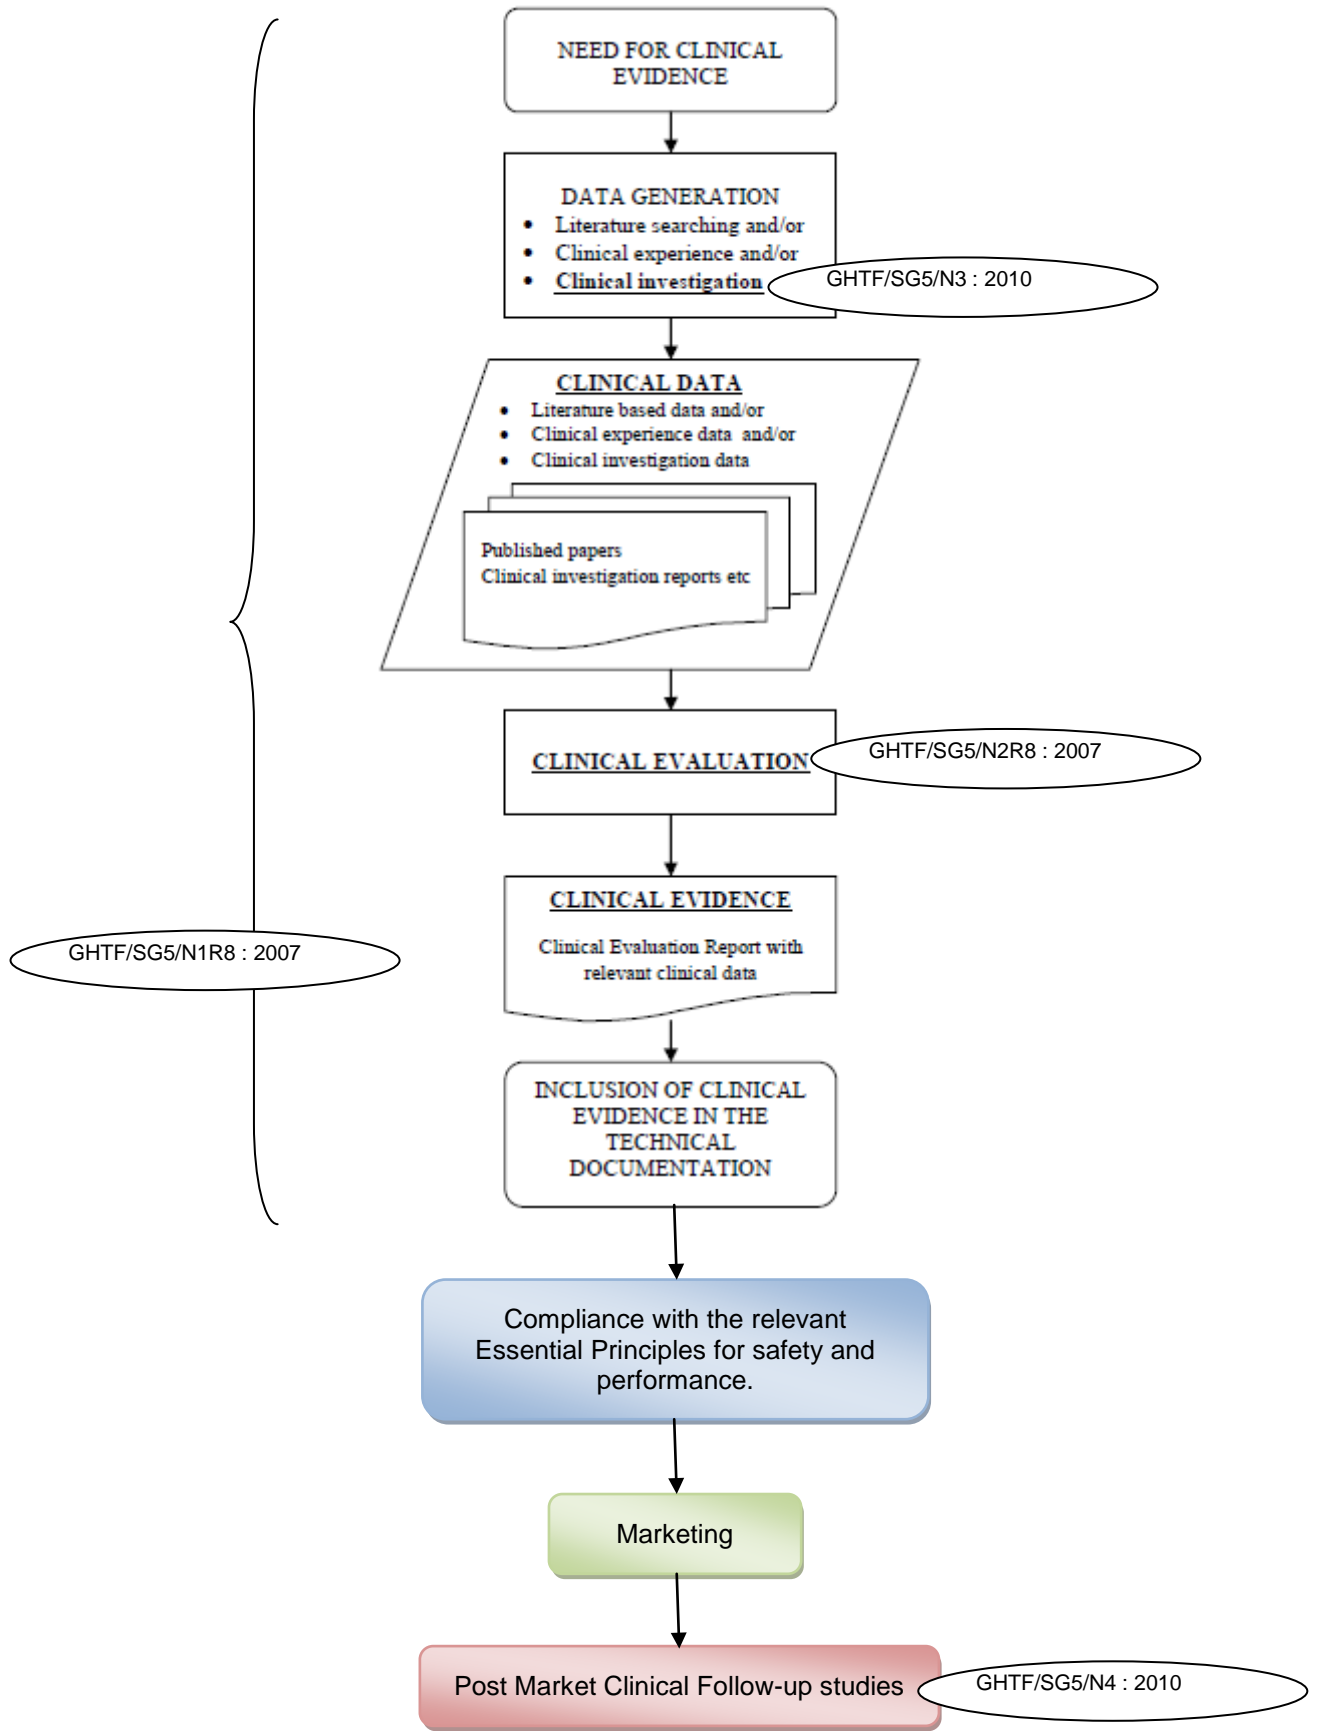 NEED FOR CLINICAL
EVIDENCE
DATA GENERATION
• Literature searching and/or
• Clinical experience and/or
• Clinical investigation
GHTF/SG5/N3 : 2010
CLINICAL DATA
• Literature based data and/or
• Clinical experience data and/or
• Clinical investigation data
Published papers
Clinical investigation reports etc
CLINICAL EVALUATION
GHTF/SG5/N2R8 : 2007
CLINICAL EVIDENCE
Clinical Evaluation Report with
relevant clinical data
GHTF/SG5/N1R8 : 2007
INCLUSION OF CLINICAL
EVIDENCE IN THE
TECHNICAL
DOCUMENTATION
Compliance with the relevant
Essential Principles for safety and
performance.
Marketing
Post Market Clinical Follow-up studies
GHTF/SG5/N4 : 2010